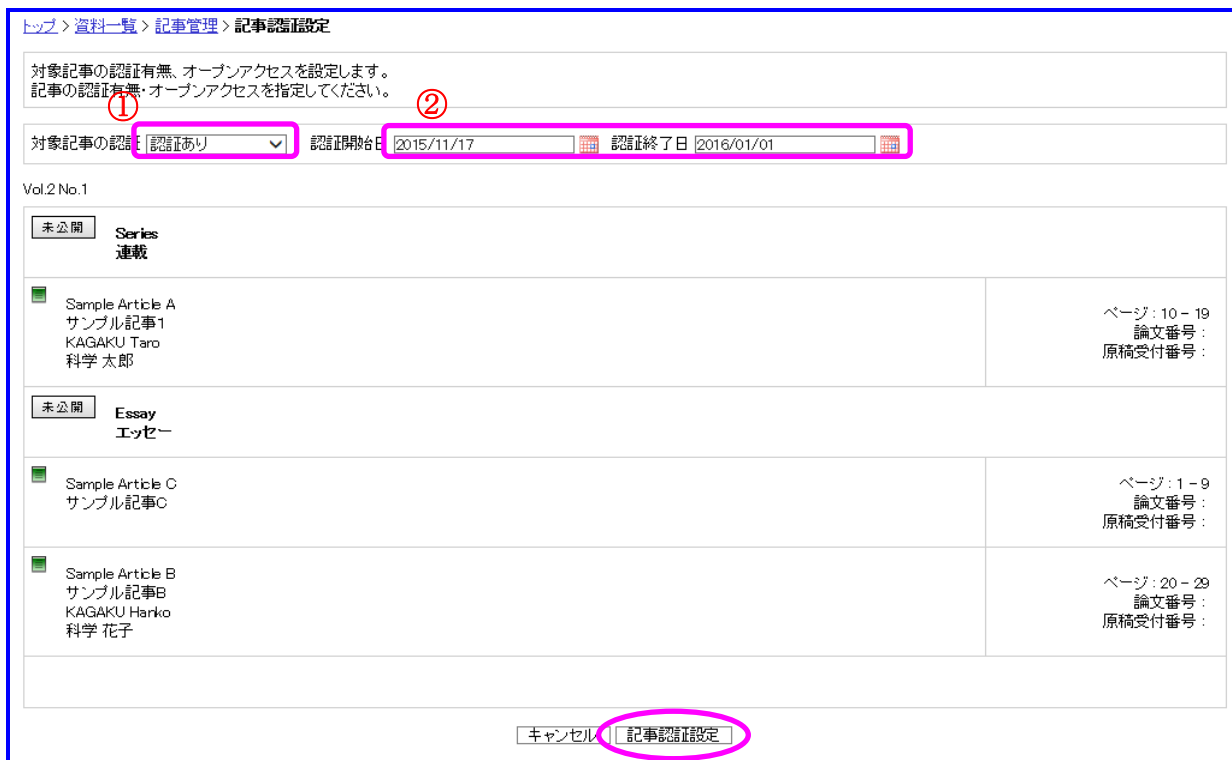 トップ > 資料一覧 > 記事管理 > 記事認証設定
対象記事の認証有無、オープンアクセスを設定します。
記事の認証有無・オープンアクセスを指定してください。
① ②
対象記事の認証 認証あり 認証開始日 2015/11/17 認証終了日 2016/01/01
Vol.2 No.1
未公開 Series
連載
Sample Article A
サンプル記事1
KAGAKU Taro
科学 太郎
ページ : 10 - 19
論文番号 :
原稿受付番号 :
未公開 Essay
エッセー
Sample Article C
サンプル記事C
ページ : 1 - 9
論文番号 :
原稿受付番号 :
Sample Article B
サンプル記事B
KAGAKU Hanko
科学 花子
ページ : 20 - 29
論文番号 :
原稿受付番号 :
キャンセル 記事認証設定